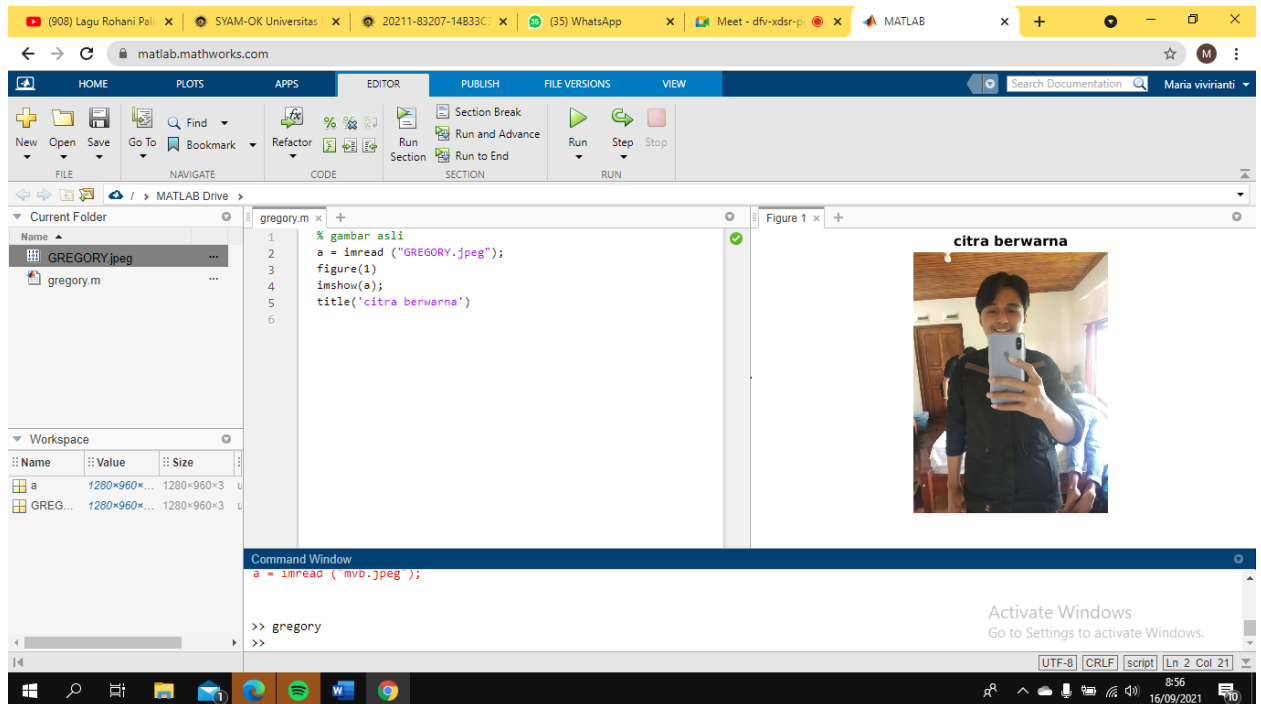 (908) Lagu Rohani Pali
SYAM-OK Universitas
20211-83207-14B33C
(35) WhatsApp
Meet - dfv-xdsr-p
MATLAB
matlab.mathworks.com
M
HOME PLOTS APPS EDITOR PUBLISH FILE VERSIONS VIEW
Search Documentation
Maria vivirianti
New Open Save
FILE
Go To
Find
Bookmark
NAVIGATE
Refactor
CODE
Run Section
Section Break
Run and Advance
Run to End
SECTION
Run Step Stop
RUN
/ > MATLAB Drive >
Current Folder
Name
GREGORY.jpeg
gregory.m
Workspace
Name Value Size
a 1280×960×... 1280×960×3 u
GREG... 1280×960×... 1280×960×3 u
gregory.m × +
1 % gambar asli
2 a = imread ("GREGORY.jpeg");
3 figure(1)
4 imshow(a);
5 title('citra berwarna')
6
Figure 1 × +
citra berwarna
Command Window
a = imread ("mvb.jpeg");
>> gregory
>>
Activate Windows
Go to Settings to activate Windows.
UTF-8 CRLF script Ln 2 Col 21
8:56
16/09/2021